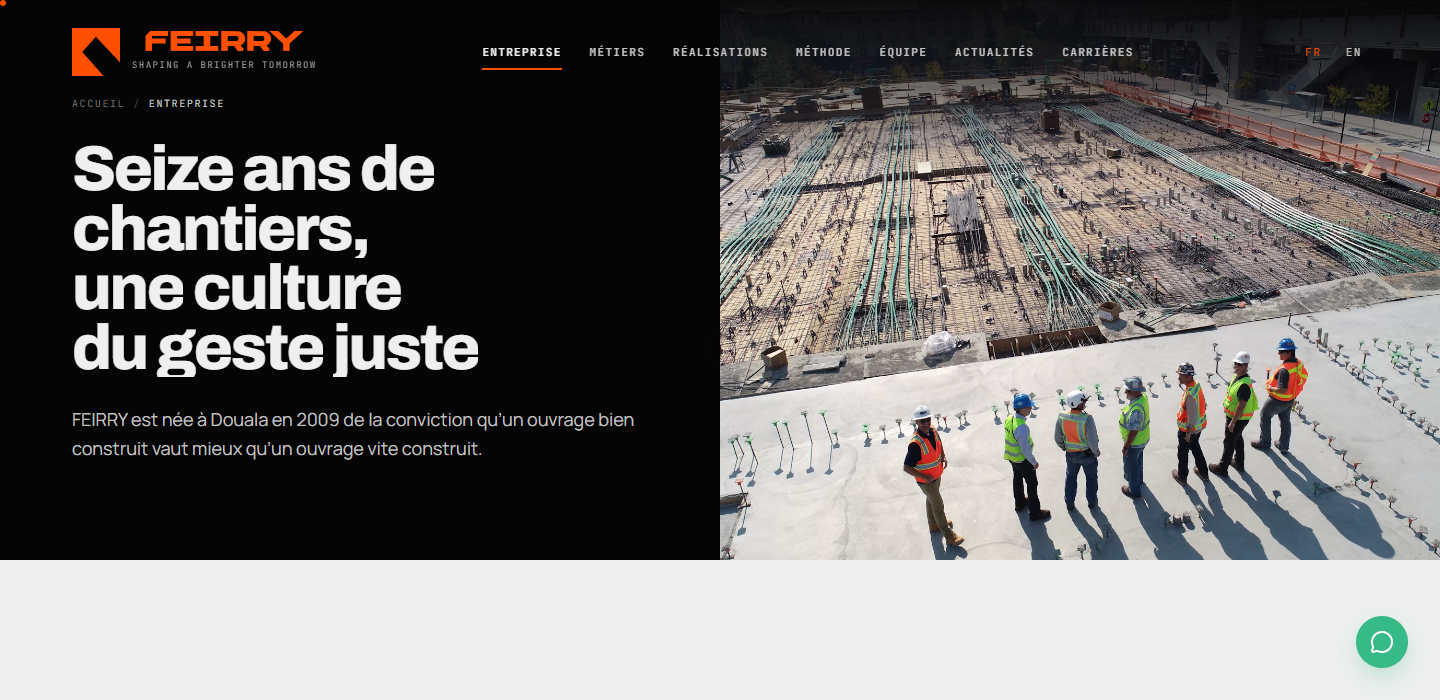 FEIRRY
SHAPING A BRIGHTER TOMORROW
ENTREPRISE MÉTIERS RÉALISATIONS MÉTHODE ÉQUIPE ACTUALITÉS CARRIÈRES
FR / EN
ACCUEIL / ENTREPRISE
Seize ans de
chantiers,
une culture
du geste juste
FEIRRY est née à Douala en 2009 de la conviction qu’un ouvrage bien
construit vaut mieux qu’un ouvrage vite construit.